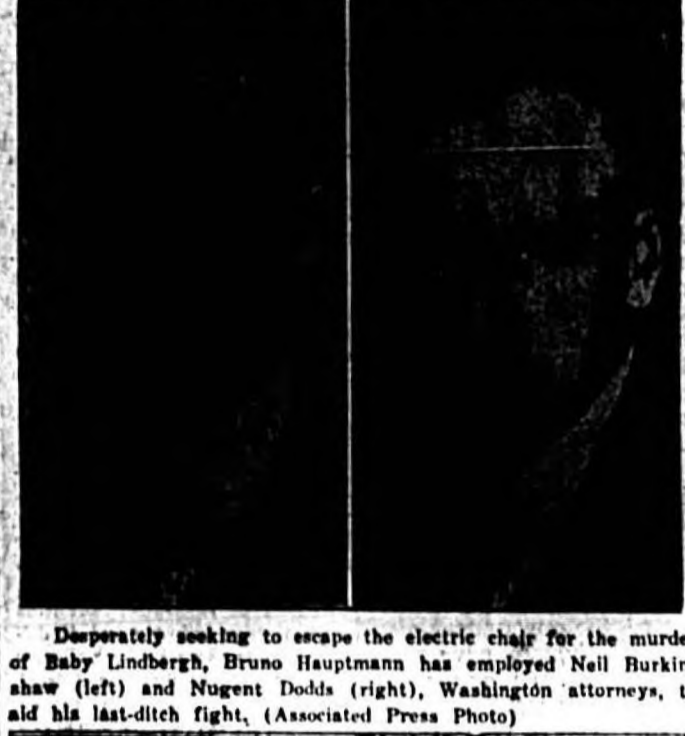 Desperately seeking to escape the electric chair for the murde
of Baby Lindbergh, Bruno Hauptmann has employed Neil Burkin
shaw (left) and Nugent Dodds (right), Washington attorneys, t
aid his last-ditch fight. (Associated Press Photo)